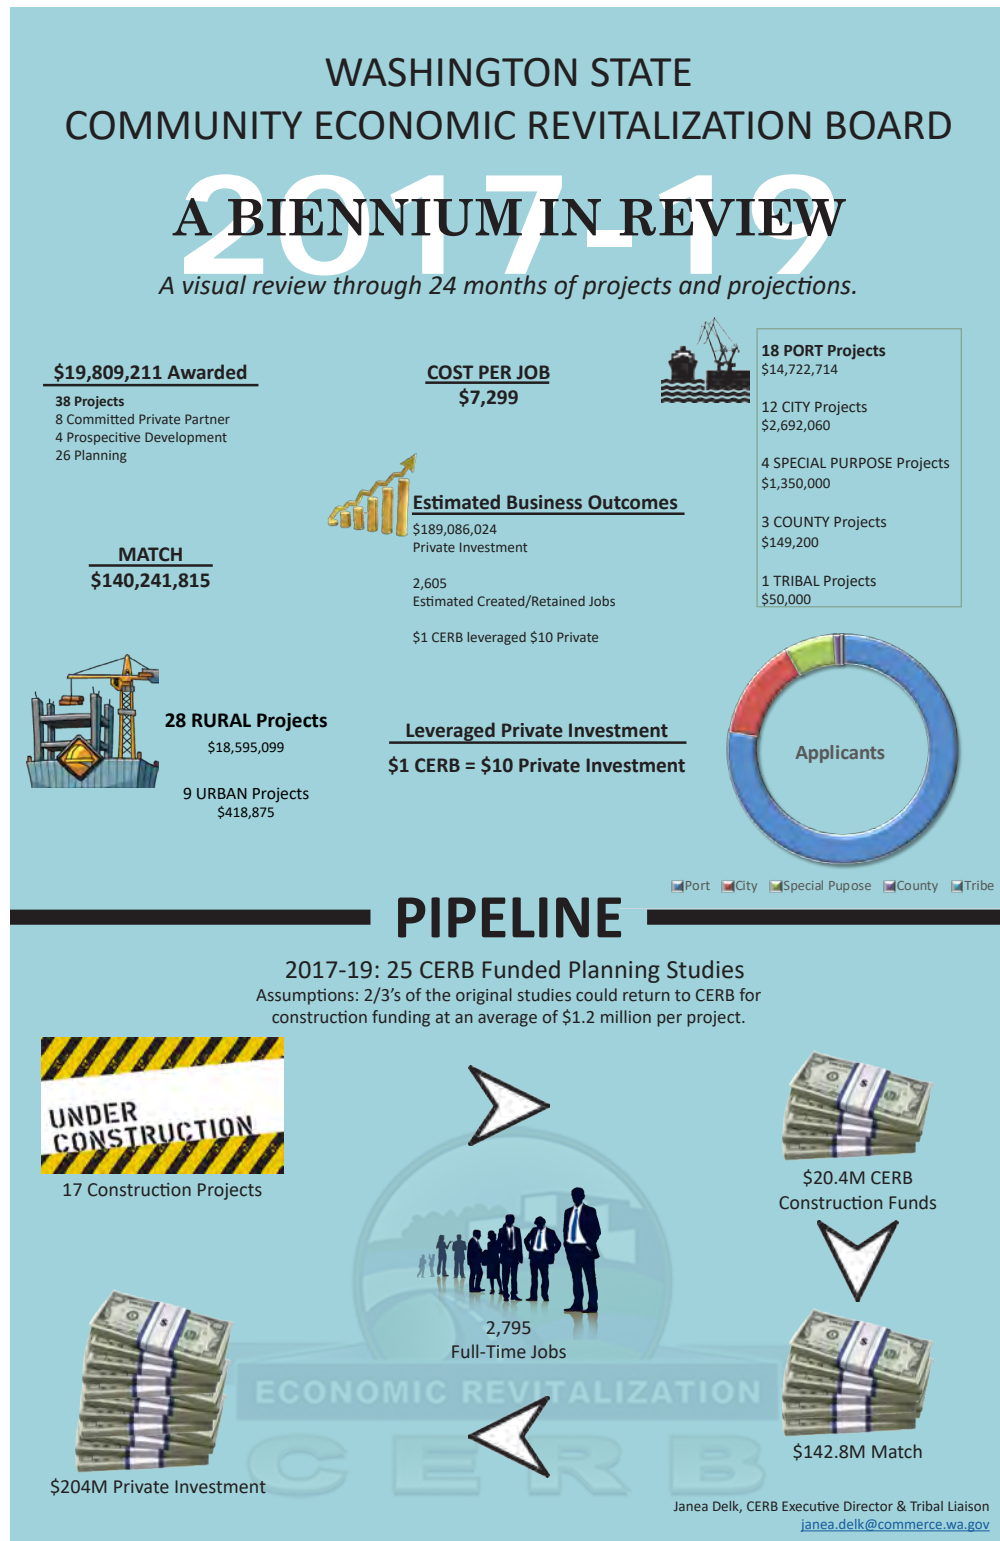 WASHINGTON STATE
COMMUNITY ECONOMIC REVITALIZATION BOARD
2017-19
A BIENNIUM IN REVIEW
A visual review through 24 months of projects and projections.
$19,809,211 Awarded
38 Projects
8 Committed Private Partner
4 Prospecitive Development
26 Planning
MATCH
$140,241,815
COST PER JOB
$7,299
Estimated Business Outcomes
$189,086,024
Private Investment
2,605
Estimated Created/Retained Jobs
$1 CERB leveraged $10 Private
18 PORT Projects
$14,722,714
12 CITY Projects
$2,692,060
4 SPECIAL PURPOSE Projects
$1,350,000
3 COUNTY Projects
$149,200
1 TRIBAL Projects
$50,000
28 RURAL Projects
$18,595,099
9 URBAN Projects
$418,875
Leveraged Private Investment
$1 CERB = $10 Private Investment
Applicants
Port City Special Pupose County Tribe
PIPELINE
2017-19: 25 CERB Funded Planning Studies
Assumptions: 2/3's of the original studies could return to CERB for
construction funding at an average of $1.2 million per project.
UNDER
CONSTRUCTION
17 Construction Projects
$20.4M CERB
Construction Funds
2,795
Full-Time Jobs
ECONOMIC REVITALIZATION
CERB
$142.8M Match
$204M Private Investment
Janea Delk, CERB Executive Director & Tribal Liaison
janea.delk@commerce.wa.gov